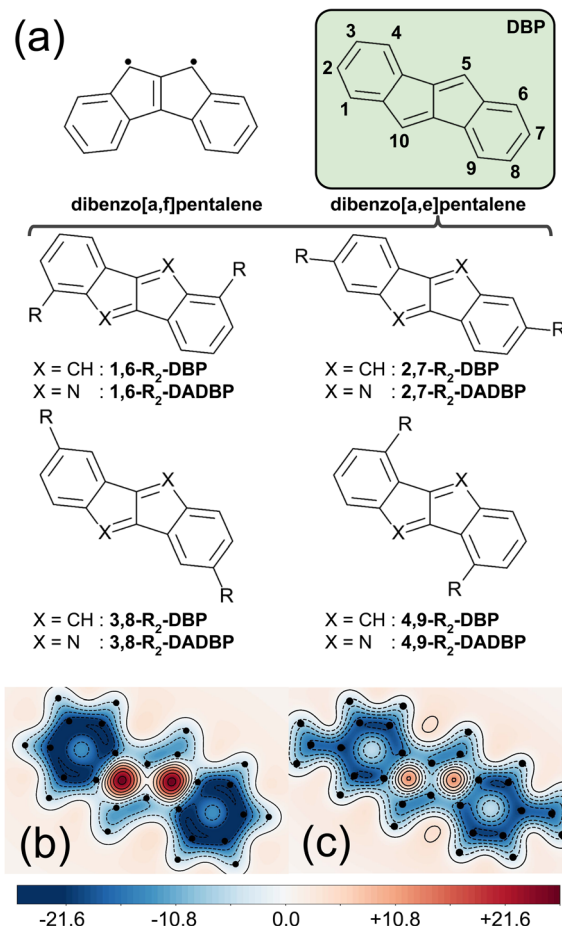 (a)
DBP
3
4
5
2
6
1
7
10
9
8
dibenzo[a,f]pentalene
dibenzo[a,e]pentalene
X
R
R
X
X
R
X
R
X = CH : 1,6-R₂-DBP
X = N : 1,6-R₂-DADBP
X = CH : 2,7-R₂-DBP
X = N : 2,7-R₂-DADBP
R
X
X
R
R
X
X
R
X = CH : 3,8-R₂-DBP
X = N : 3,8-R₂-DADBP
X = CH : 4,9-R₂-DBP
X = N : 4,9-R₂-DADBP
(b)
(c)
-21.6 -10.8 0.0 +10.8 +21.6